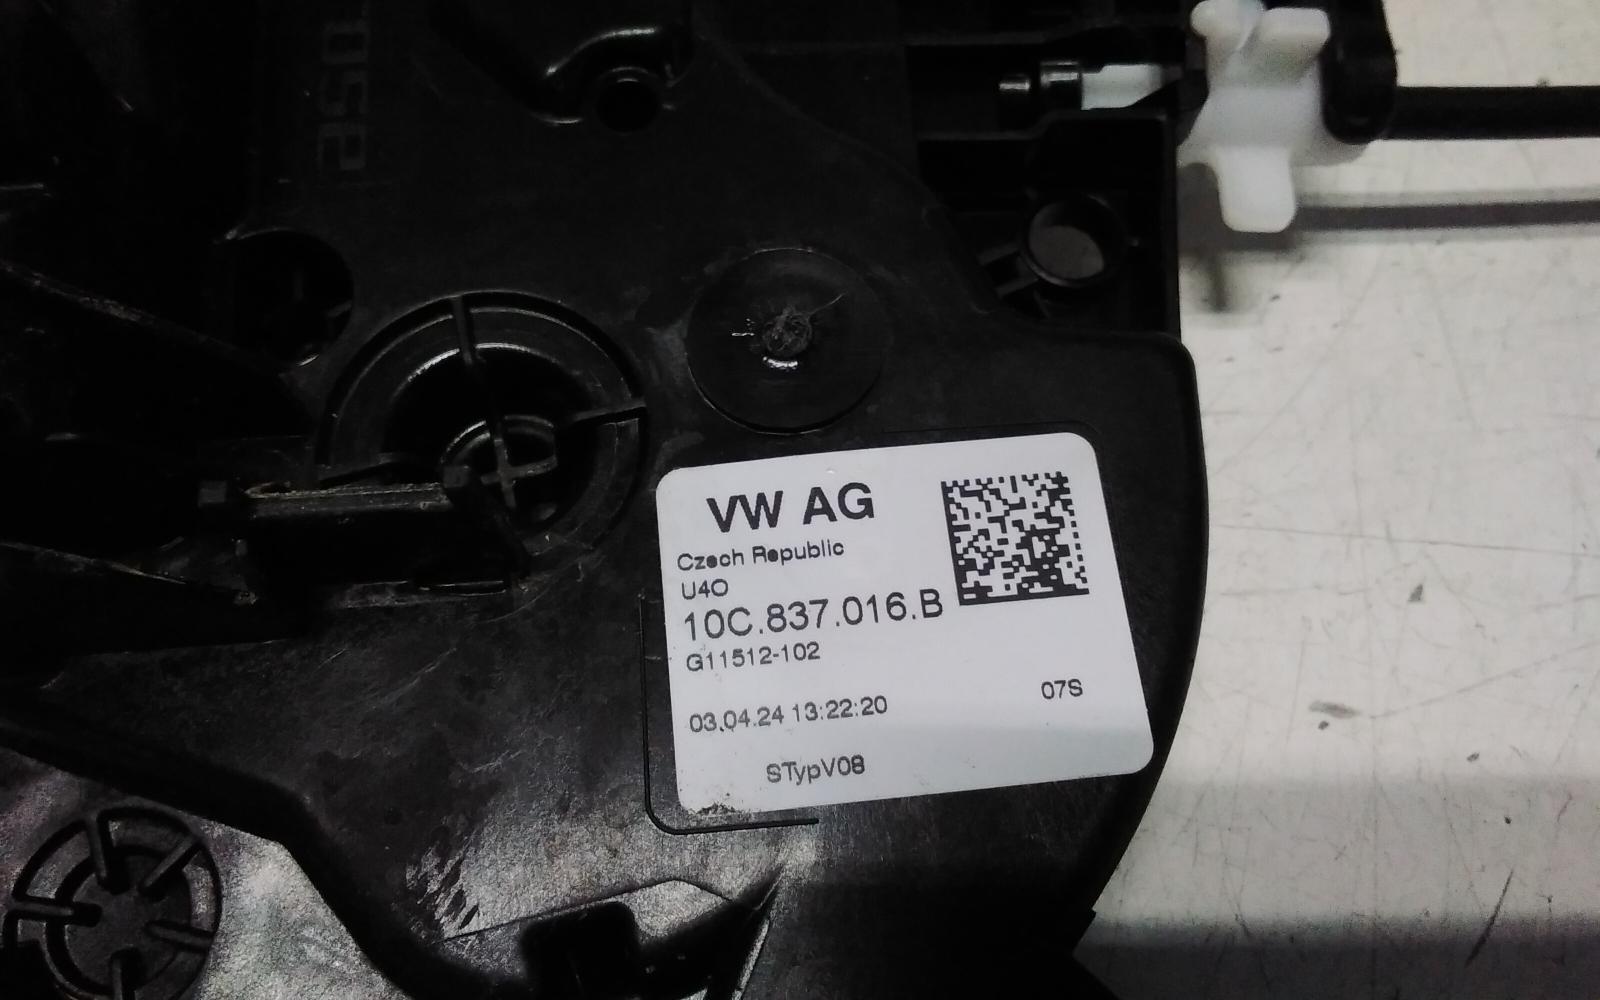 VW AG
Czech Republic
U4O
10C.837.016.B
G11512-102
07S
03.04.24 13:22:20
STypV08